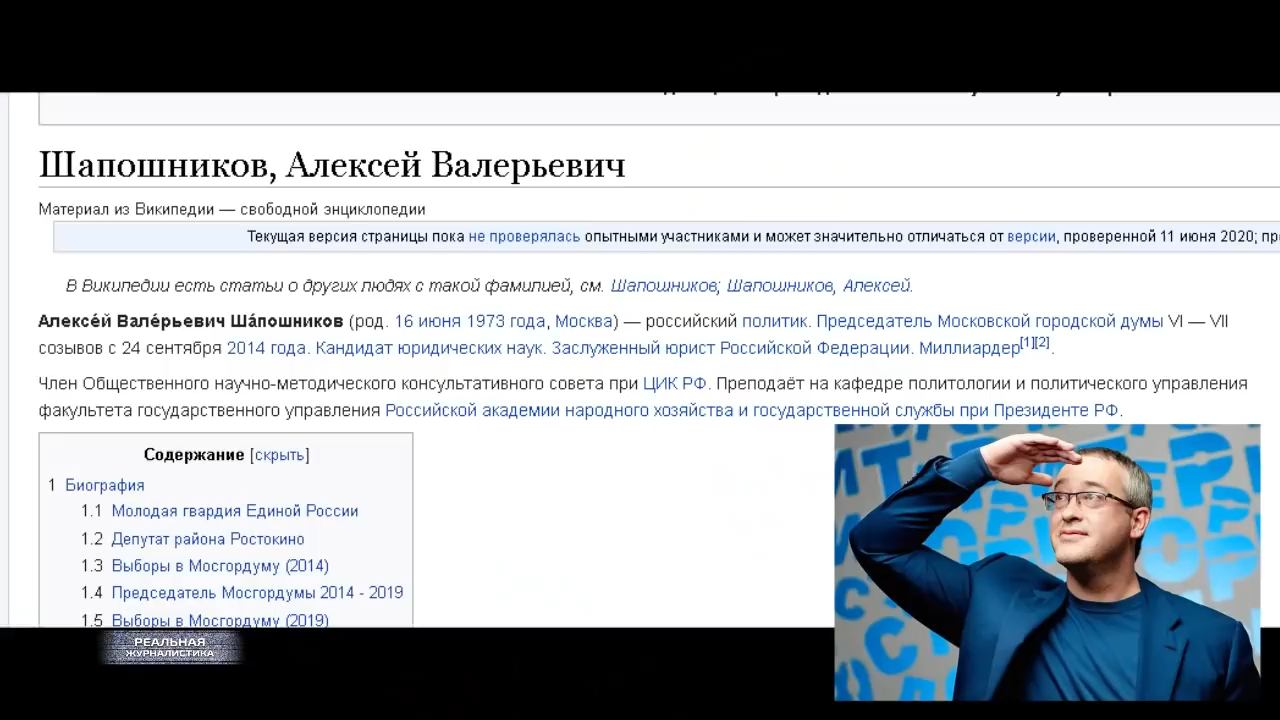 Шапошников, Алексей Валерьевич
Материал из Википедии — свободной энциклопедии
Текущая версия страницы пока не проверялась опытными участниками и может значительно отличаться от версии, проверенной 11 июня 2020;
В Википедии есть статьи о других людях с такой фамилией, см. Шапошников; Шапошников, Алексей.
Алексе́й Вале́рьевич Ша́пошников (род. 16 июня 1973 года, Москва) — российский политик. Председатель Московской городской думы VI — VII
созывов с 24 сентября 2014 года. Кандидат юридических наук. Заслуженный юрист Российской Федерации. Миллиардер[1][2].
Член Общественного научно-методического консультативного совета при ЦИК РФ. Преподаёт на кафедре политологии и политического управления
факультета государственного управления Российской академии народного хозяйства и государственной службы при Президенте РФ.
Содержание [скрыть]
1 Биография
1.1 Молодая гвардия Единой России
1.2 Депутат района Ростокино
1.3 Выборы в Мосгордуму (2014)
1.4 Председатель Мосгордумы 2014 - 2019
1.5 Выборы в Мосгордуму (2019)
РЕАЛЬНАЯ
ЖУРНАЛИСТИКА